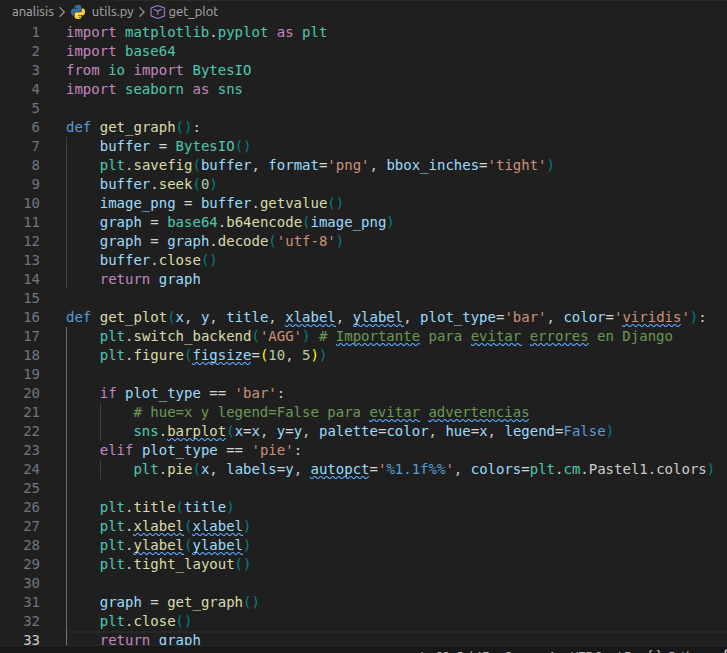 analisis > utils.py > get_plot
1 import matplotlib.pyplot as plt
2 import base64
3 from io import BytesIO
4 import seaborn as sns
5
6 def get_graph():
7     buffer = BytesIO()
8     plt.savefig(buffer, format='png', bbox_inches='tight')
9     buffer.seek(0)
10     image_png = buffer.getvalue()
11     graph = base64.b64encode(image_png)
12     graph = graph.decode('utf-8')
13     buffer.close()
14     return graph
15
16 def get_plot(x, y, title, xlabel, ylabel, plot_type='bar', color='viridis'):
17     plt.switch_backend('AGG') # Importante para evitar errores en Django
18     plt.figure(figsize=(10, 5))
19
20     if plot_type == 'bar':
21         # hue=x y legend=False para evitar advertencias
22         sns.barplot(x=x, y=y, palette=color, hue=x, legend=False)
23     elif plot_type == 'pie':
24         plt.pie(x, labels=y, autopct='%1.1f%%', colors=plt.cm.Pastel1.colors)
25
26     plt.title(title)
27     plt.xlabel(xlabel)
28     plt.ylabel(ylabel)
29     plt.tight_layout()
30
31     graph = get_graph()
32     plt.close()
33     return graph